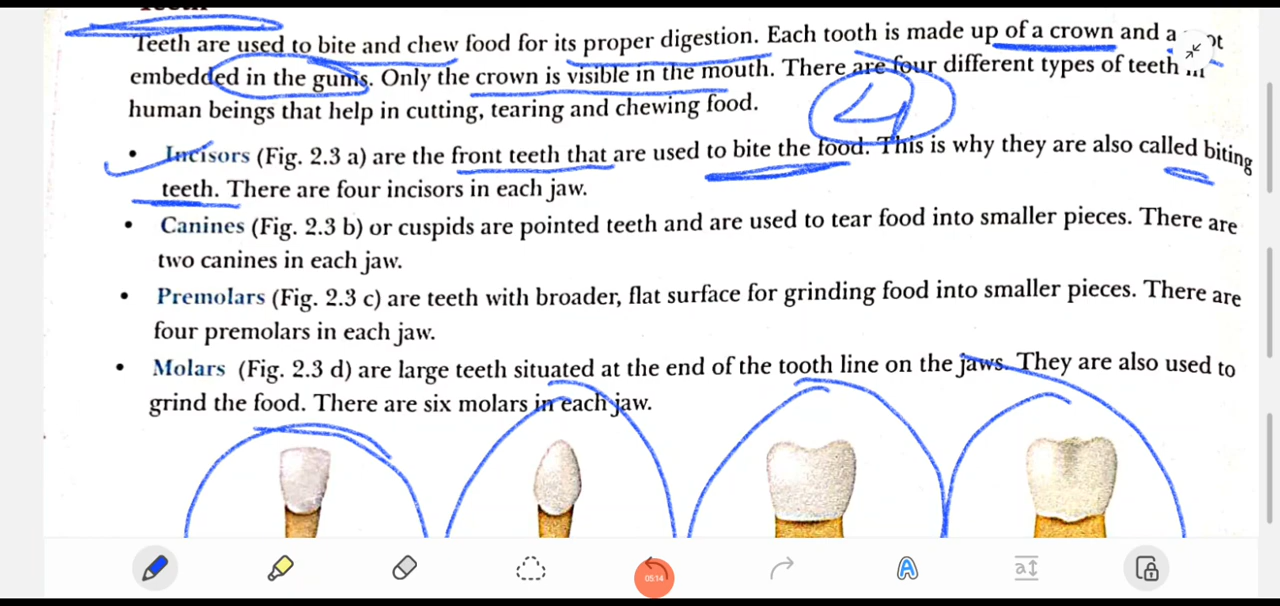 Teeth
Teeth are used to bite and chew food for its proper digestion. Each tooth is made up of a crown and a
embedded in the gums. Only the crown is visible in the mouth. There are four different types of teeth
human beings that help in cutting, tearing and chewing food.
4
• Incisors (Fig. 2.3 a) are the front teeth that are used to bite the food. This is why they are also called biting
teeth. There are four incisors in each jaw.
• Canines (Fig. 2.3 b) or cuspids are pointed teeth and are used to tear food into smaller pieces. There are
two canines in each jaw.
• Premolars (Fig. 2.3 c) are teeth with broader, flat surface for grinding food into smaller pieces. There are
four premolars in each jaw.
• Molars (Fig. 2.3 d) are large teeth situated at the end of the tooth line on the jaws. They are also used to
grind the food. There are six molars in each jaw.
05:14
A
a